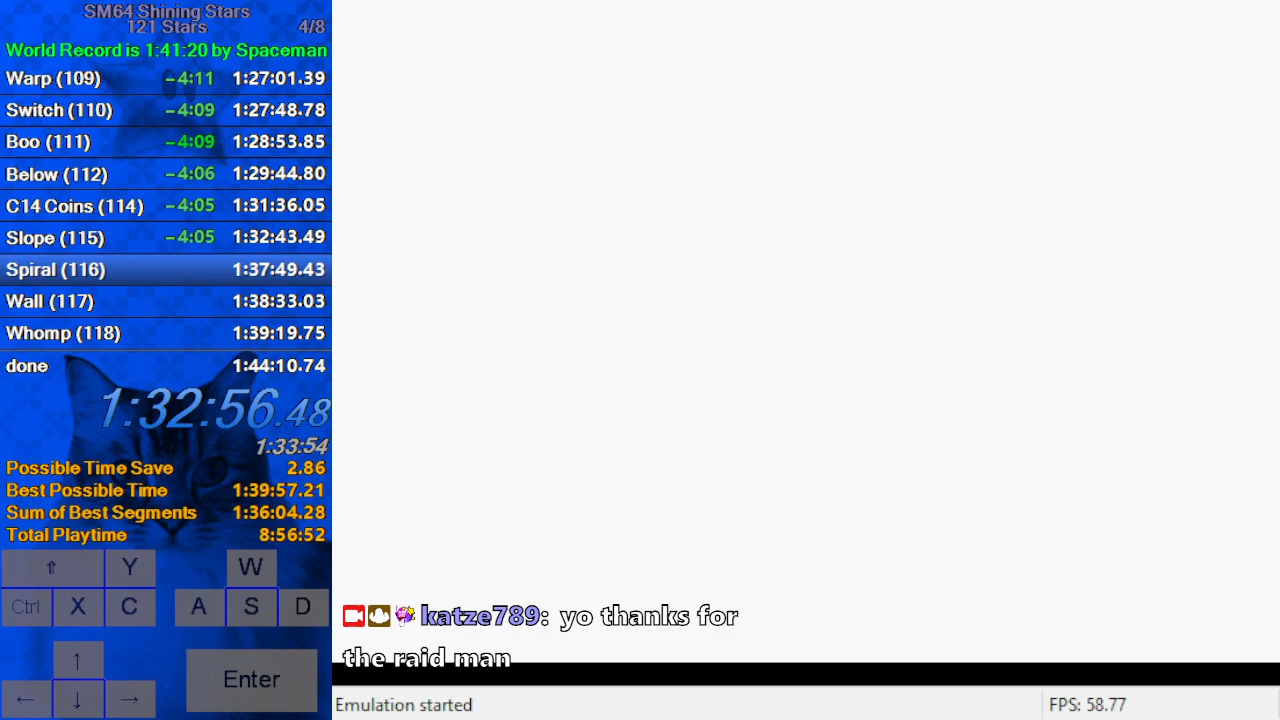 SM64 Shining Stars
121 Stars 4/8
World Record is 1:41:20 by Spaceman
Warp (109) -4:11 1:27:01.39
Switch (110) -4:09 1:27:48.78
Boo (111) -4:09 1:28:53.85
Below (112) -4:06 1:29:44.80
C14 Coins (114) -4:05 1:31:36.05
Slope (115) -4:05 1:32:43.49
Spiral (116) 1:37:49.43
Wall (117) 1:38:33.03
Whomp (118) 1:39:19.75
done 1:44:10.74
1:32:56.48
1:33:54
Possible Time Save 2.86
Best Possible Time 1:39:57.21
Sum of Best Segments 1:36:04.28
Total Playtime 8:56:52
⇑ Y W
Ctrl X C A S D
↑
← ↓ → Enter
katze789: yo thanks for
the raid man
Emulation started FPS: 58.77